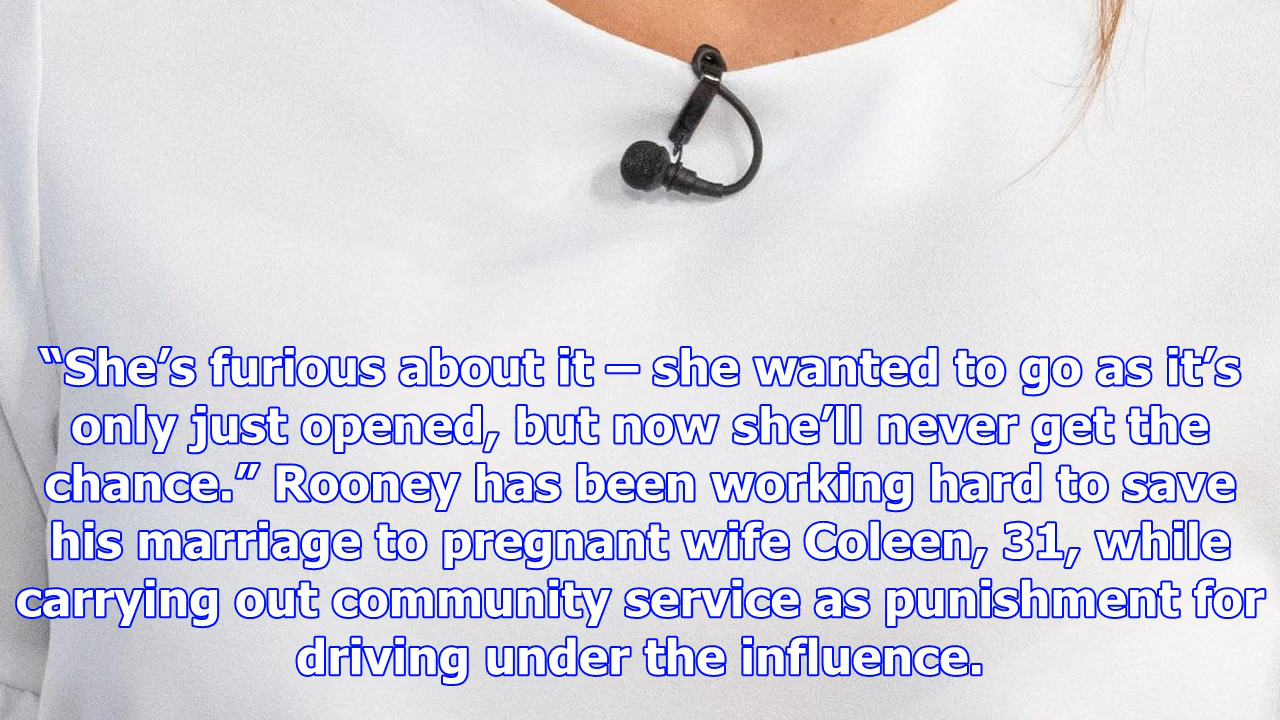 “She’s furious about it — she wanted to go as it’s
only just opened, but now she’ll never get the
chance.” Rooney has been working hard to save
his marriage to pregnant wife Coleen, 31, while
carrying out community service as punishment for
driving under the influence.